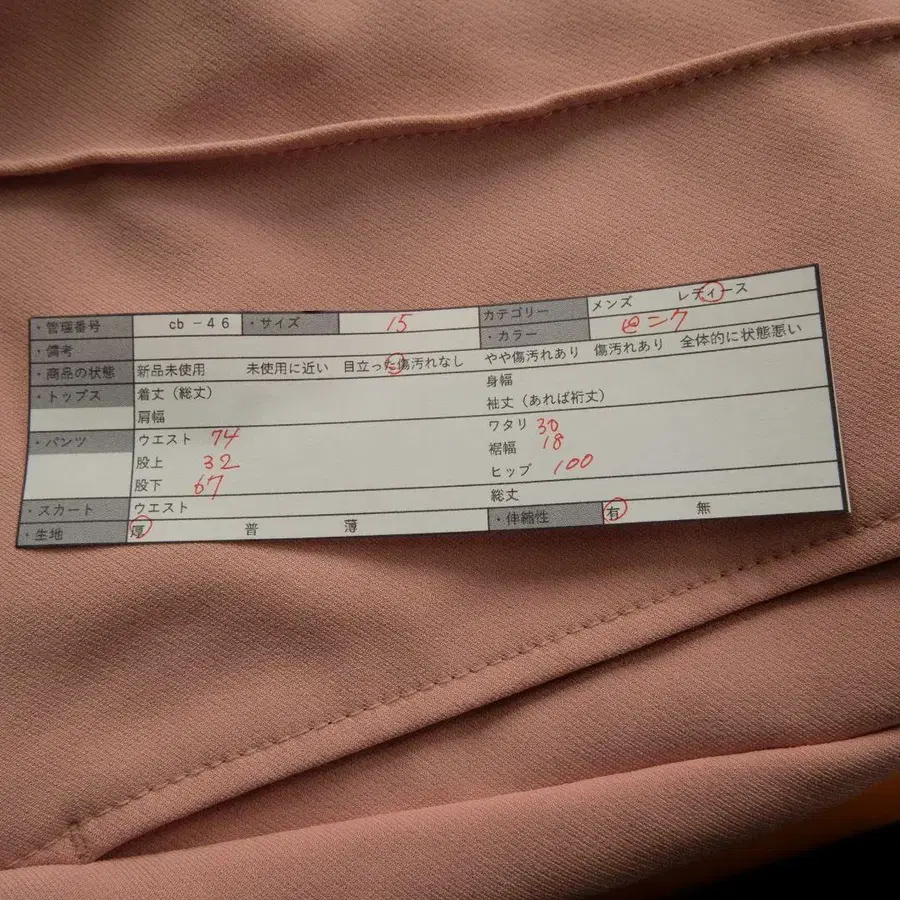 ・管理番号 cb-46 ・サイズ 15 カテゴリー メンズ レディース
・備考 ・カラー ピンク
・商品の状態 新品未使用 未使用に近い 目立った傷汚れなし やや傷汚れあり 傷汚れあり 全体的に状態悪い
・トップス 着丈（総丈） 身幅
肩幅 袖丈（あれば裄丈）
・パンツ ウエスト 74 ワタリ 30
股上 32 裾幅 18
股下 67 ヒップ 100
・スカート ウエスト 総丈
・生地 厚 普 薄 ・伸縮性 有 無